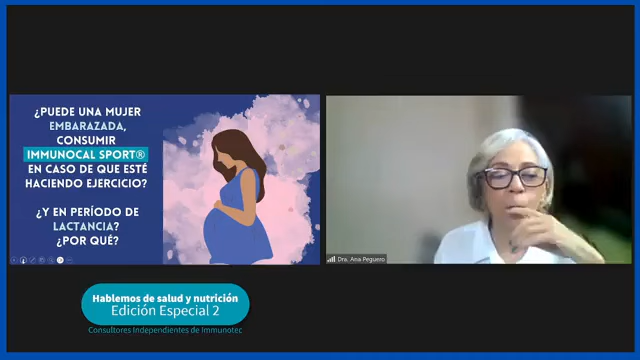 ¿PUEDE UNA MUJER
EMBARAZADA,
CONSUMIR
IMMUNOCAL SPORT®
EN CASO DE QUE ESTÉ
HACIENDO EJERCICIO?
¿Y EN PERÍODO DE
LACTANCIA?
¿POR QUÉ?
Dra. Ana Peguero
Hablemos de salud y nutrición
Edición Especial 2
Consultores Independientes de Immunotec